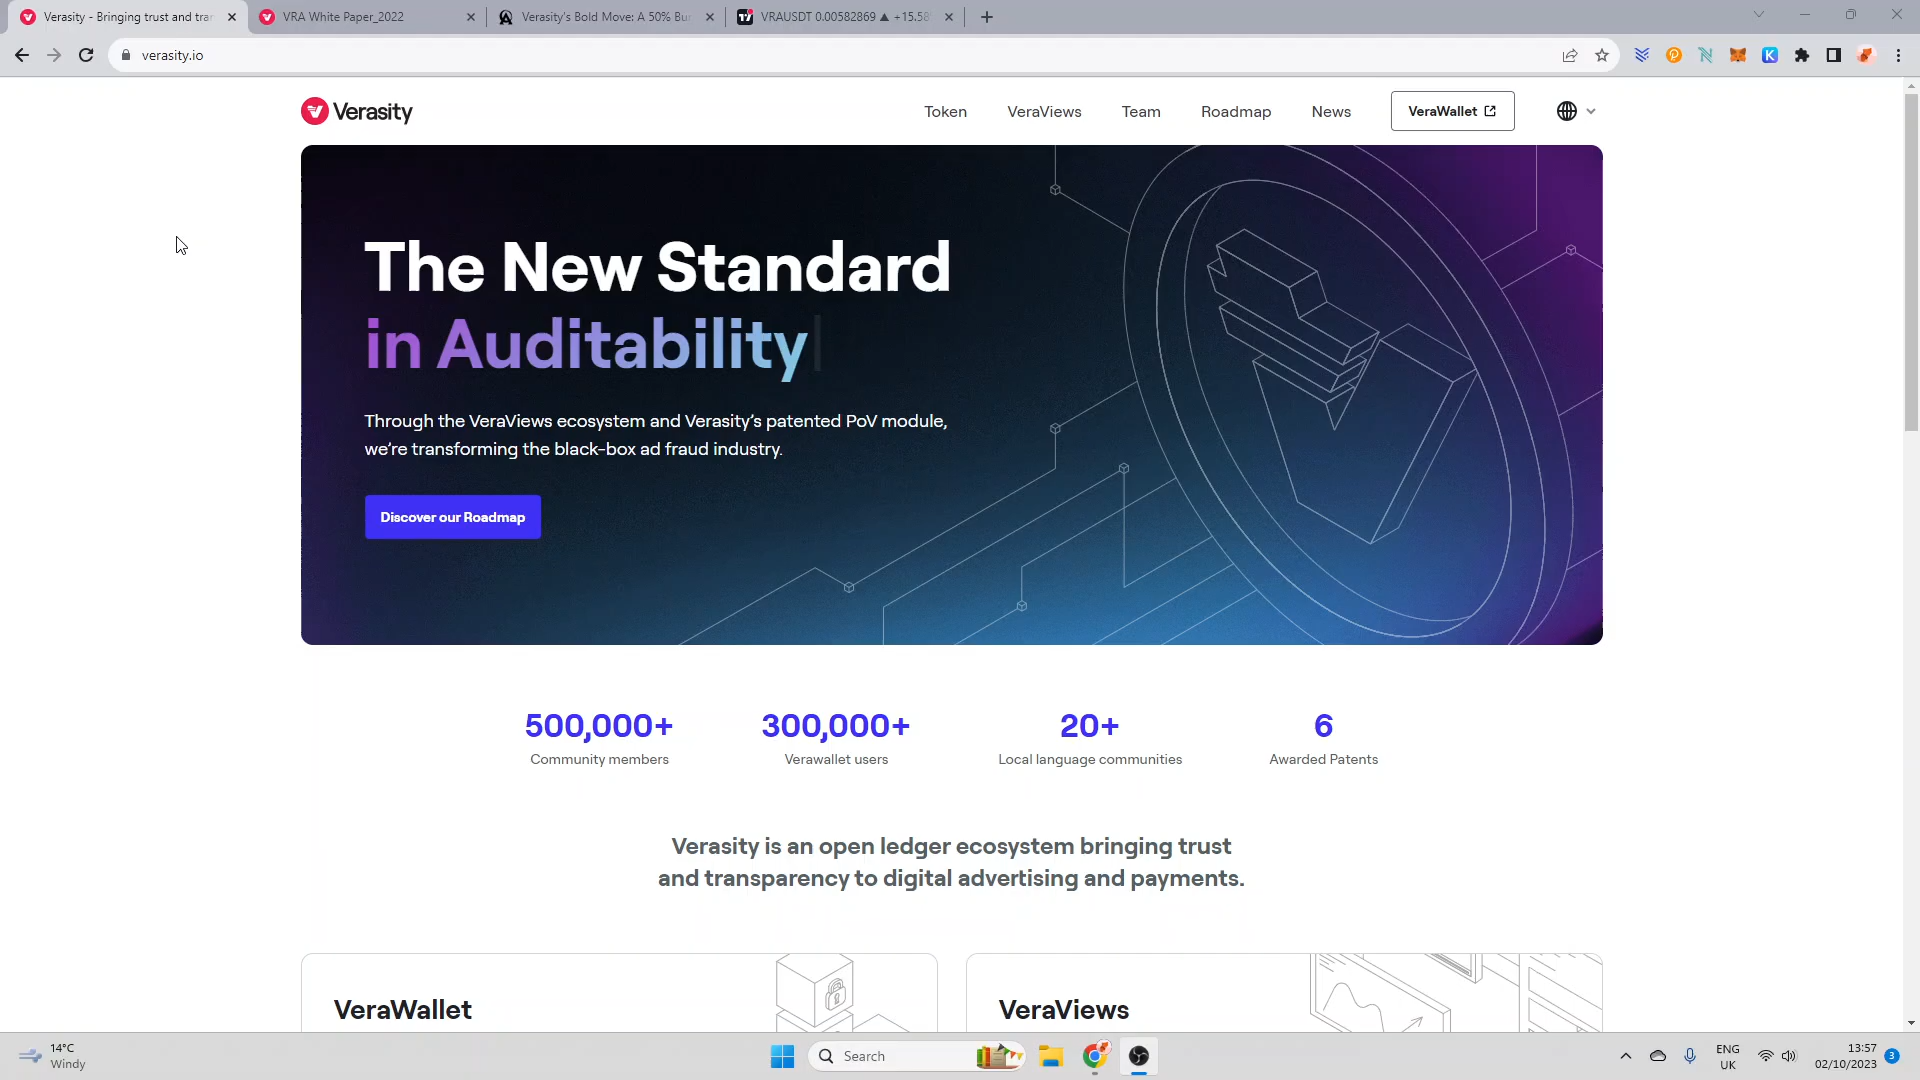 Verasity - Bringing trust and tra
VRA White Paper_2022
Verasity's Bold Move: A 50% Bu
VRAUSDT 0.00582869 ▲ +15.58
verasity.io
Verasity
Token
VeraViews
Team
Roadmap
News
VeraWallet
The New Standard
in Auditability
Through the VeraViews ecosystem and Verasity’s patented PoV module,
we’re transforming the black-box ad fraud industry.
Discover our Roadmap
500,000+
Community members
300,000+
Verawallet users
20+
Local language communities
6
Awarded Patents
Verasity is an open ledger ecosystem bringing trust
and transparency to digital advertising and payments.
VeraWallet
VeraViews
14°C
Windy
Search
ENG
UK
13:57
02/10/2023
3